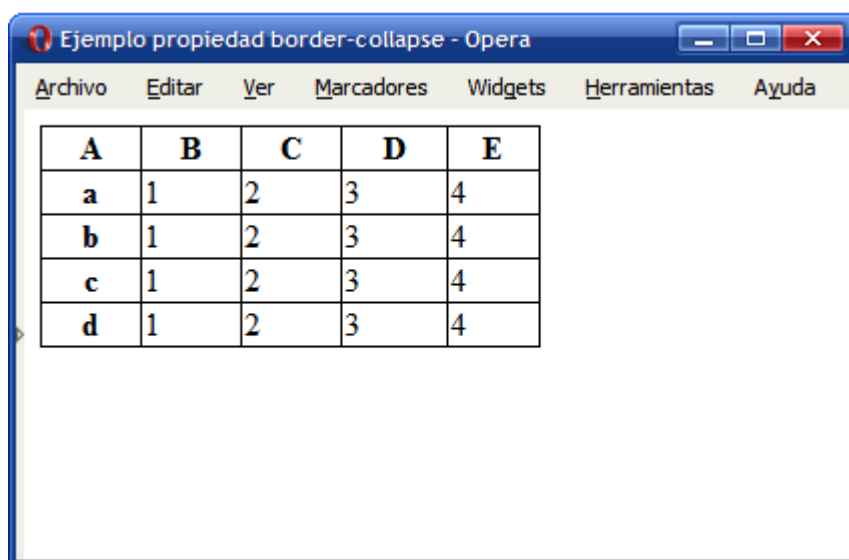 Ejemplo propiedad border-collapse - Opera
Archivo Editar Ver Marcadores Widgets Herramientas Ayuda
A B C D E
a 1 2 3 4
b 1 2 3 4
c 1 2 3 4
d 1 2 3 4